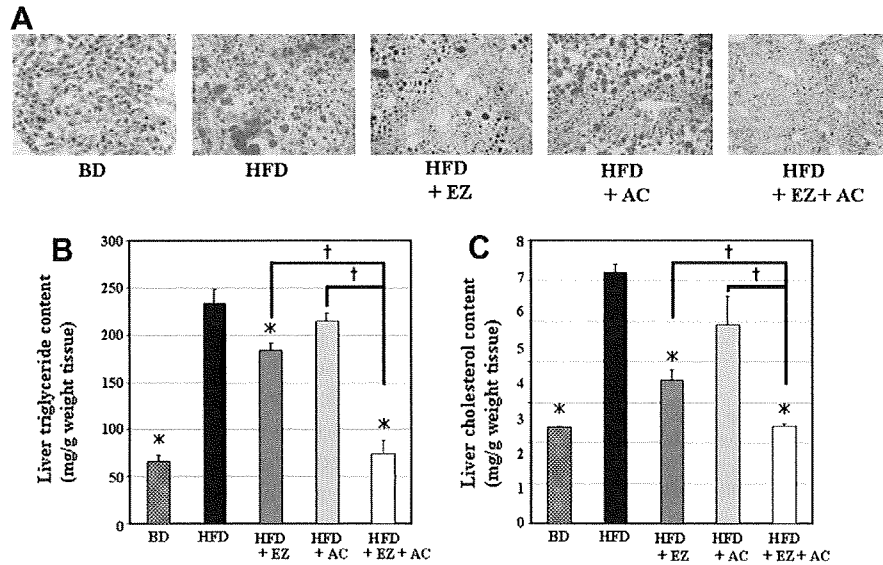 A
BD
HFD
HFD
+ EZ
HFD
+ AC
HFD
+ EZ+ AC
B
Liver triglyceride content
(mg/g weight tissue)
300
250
200
150
100
50
0
*
*
*
†
†
BD
HFD
HFD
+ EZ
HFD
+ AC
HFD
+ EZ+ AC
C
Liver cholesterol content
(mg/g weight tissue)
8
7
6
5
4
3
2
1
0
*
*
*
†
†
BD
HFD
HFD
+ EZ
HFD
+ AC
HFD
+ EZ+ AC